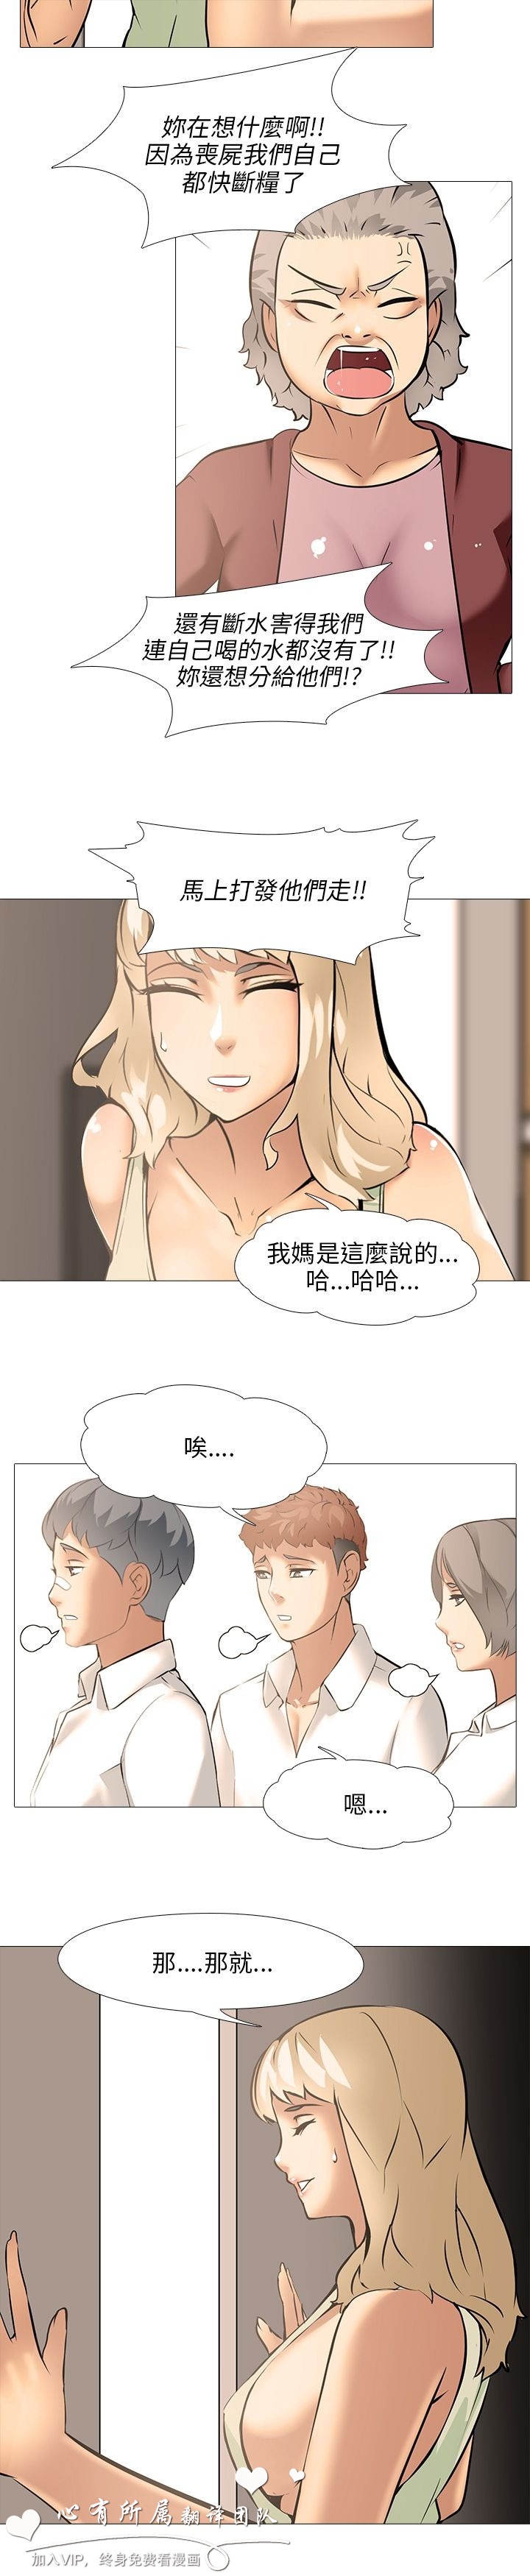 妳在想什麼啊!!
因為喪屍我們自己
都快斷糧了
還有斷水害得我們
連自己喝的水都沒有了!!
妳還想分給他們!?
馬上打發他們走!!
我媽是這麼說的...
哈...哈哈...
唉....
嗯...
那....那就...
心有所属翻译团队
加入VIP，终身免费看漫画